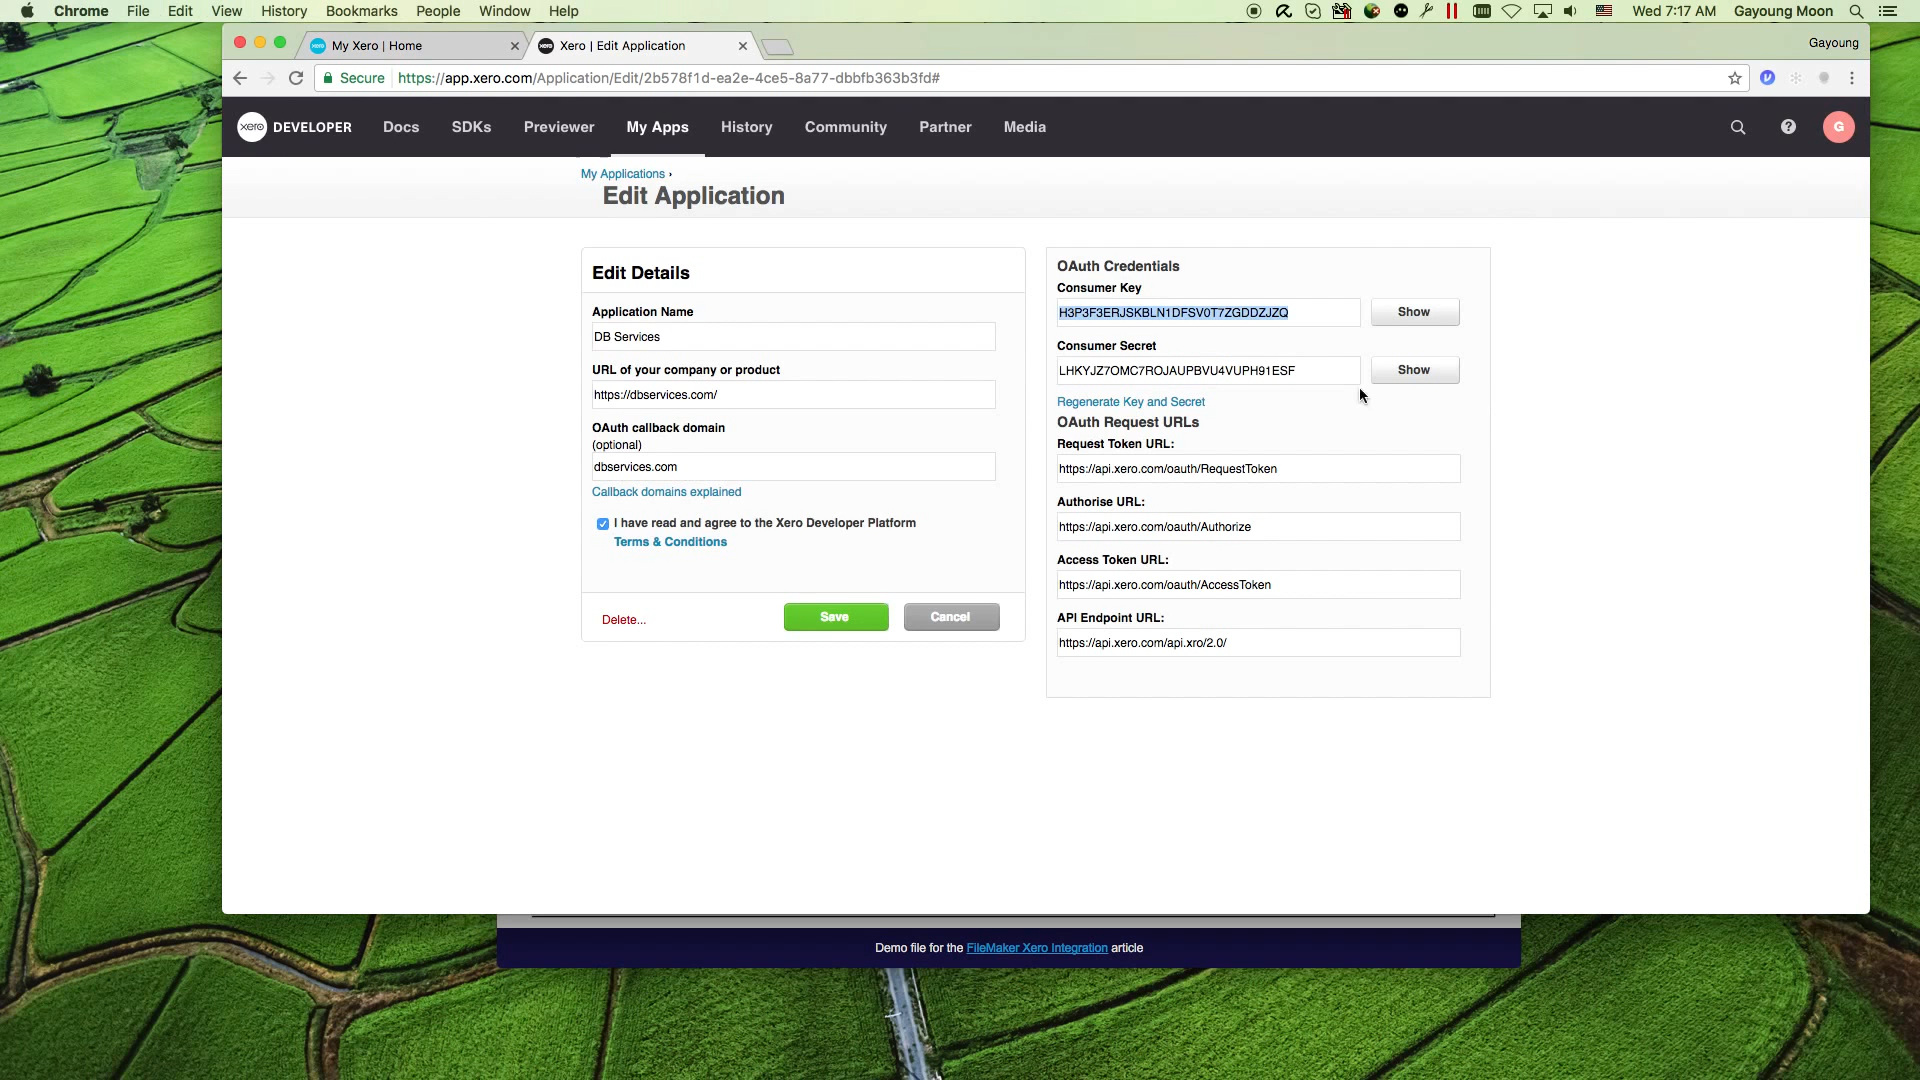 Chrome File Edit View History Bookmarks People Window Help Wed 7:17 AM Gayoung Moon
My Xero | Home Xero | Edit Application Gayoung
Secure https://app.xero.com/Application/Edit/2b578f1d-ea2e-4ce5-8a77-dbbfb363b3fd#
xero DEVELOPER Docs SDKs Previewer My Apps History Community Partner Media G
My Applications ›
Edit Application
Edit Details
Application Name
DB Services
URL of your company or product
https://dbservices.com/
OAuth callback domain
(optional)
dbservices.com
Callback domains explained
I have read and agree to the Xero Developer Platform
Terms & Conditions
Delete... Save Cancel
OAuth Credentials
Consumer Key
H3P3F3ERJSKBLN1DFSV0T7ZGDDZJZQ Show
Consumer Secret
LHKYJZ7OMC7ROJAUPBVU4VUPH91ESF Show
Regenerate Key and Secret
OAuth Request URLs
Request Token URL:
https://api.xero.com/oauth/RequestToken
Authorise URL:
https://api.xero.com/oauth/Authorize
Access Token URL:
https://api.xero.com/oauth/AccessToken
API Endpoint URL:
https://api.xero.com/api.xro/2.0/
Demo file for the FileMaker Xero Integration article